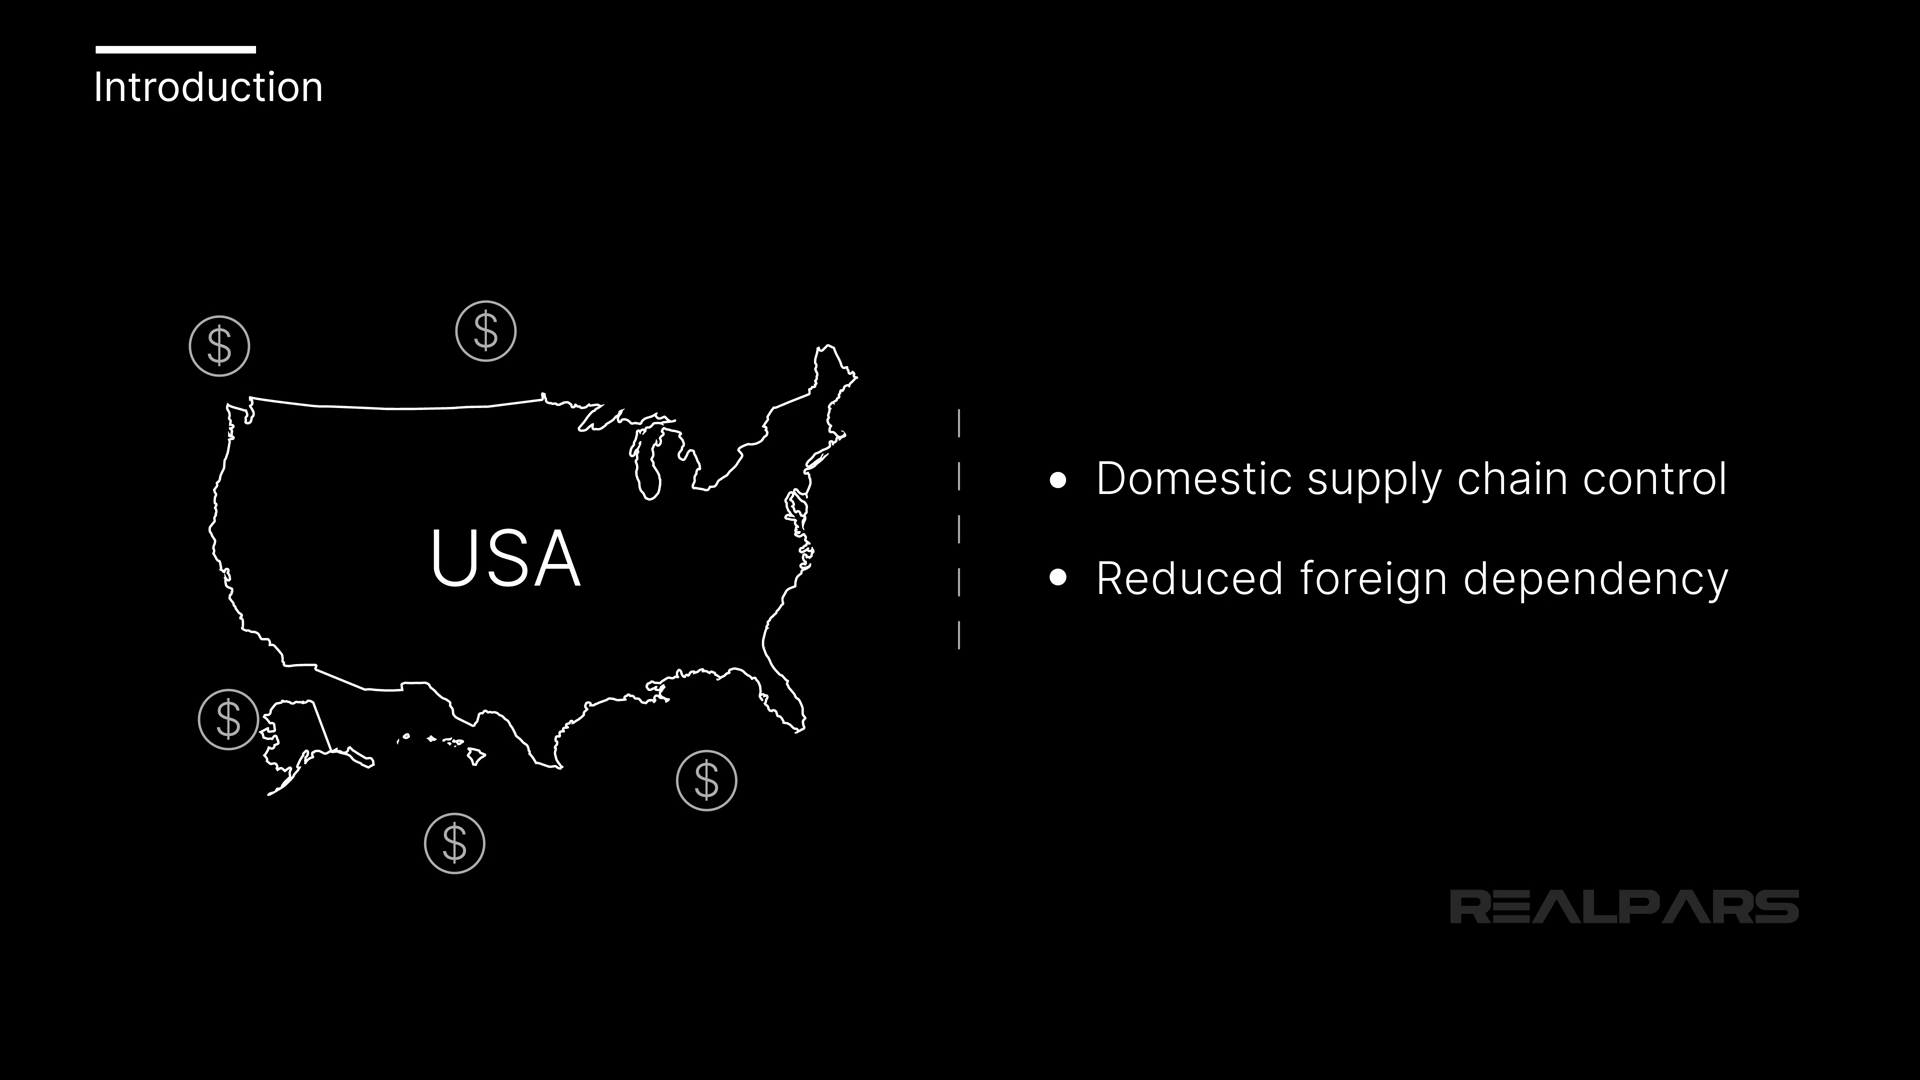 Introduction
$
$
USA
$
$
$
• Domestic supply chain control
• Reduced foreign dependency
REALPARS